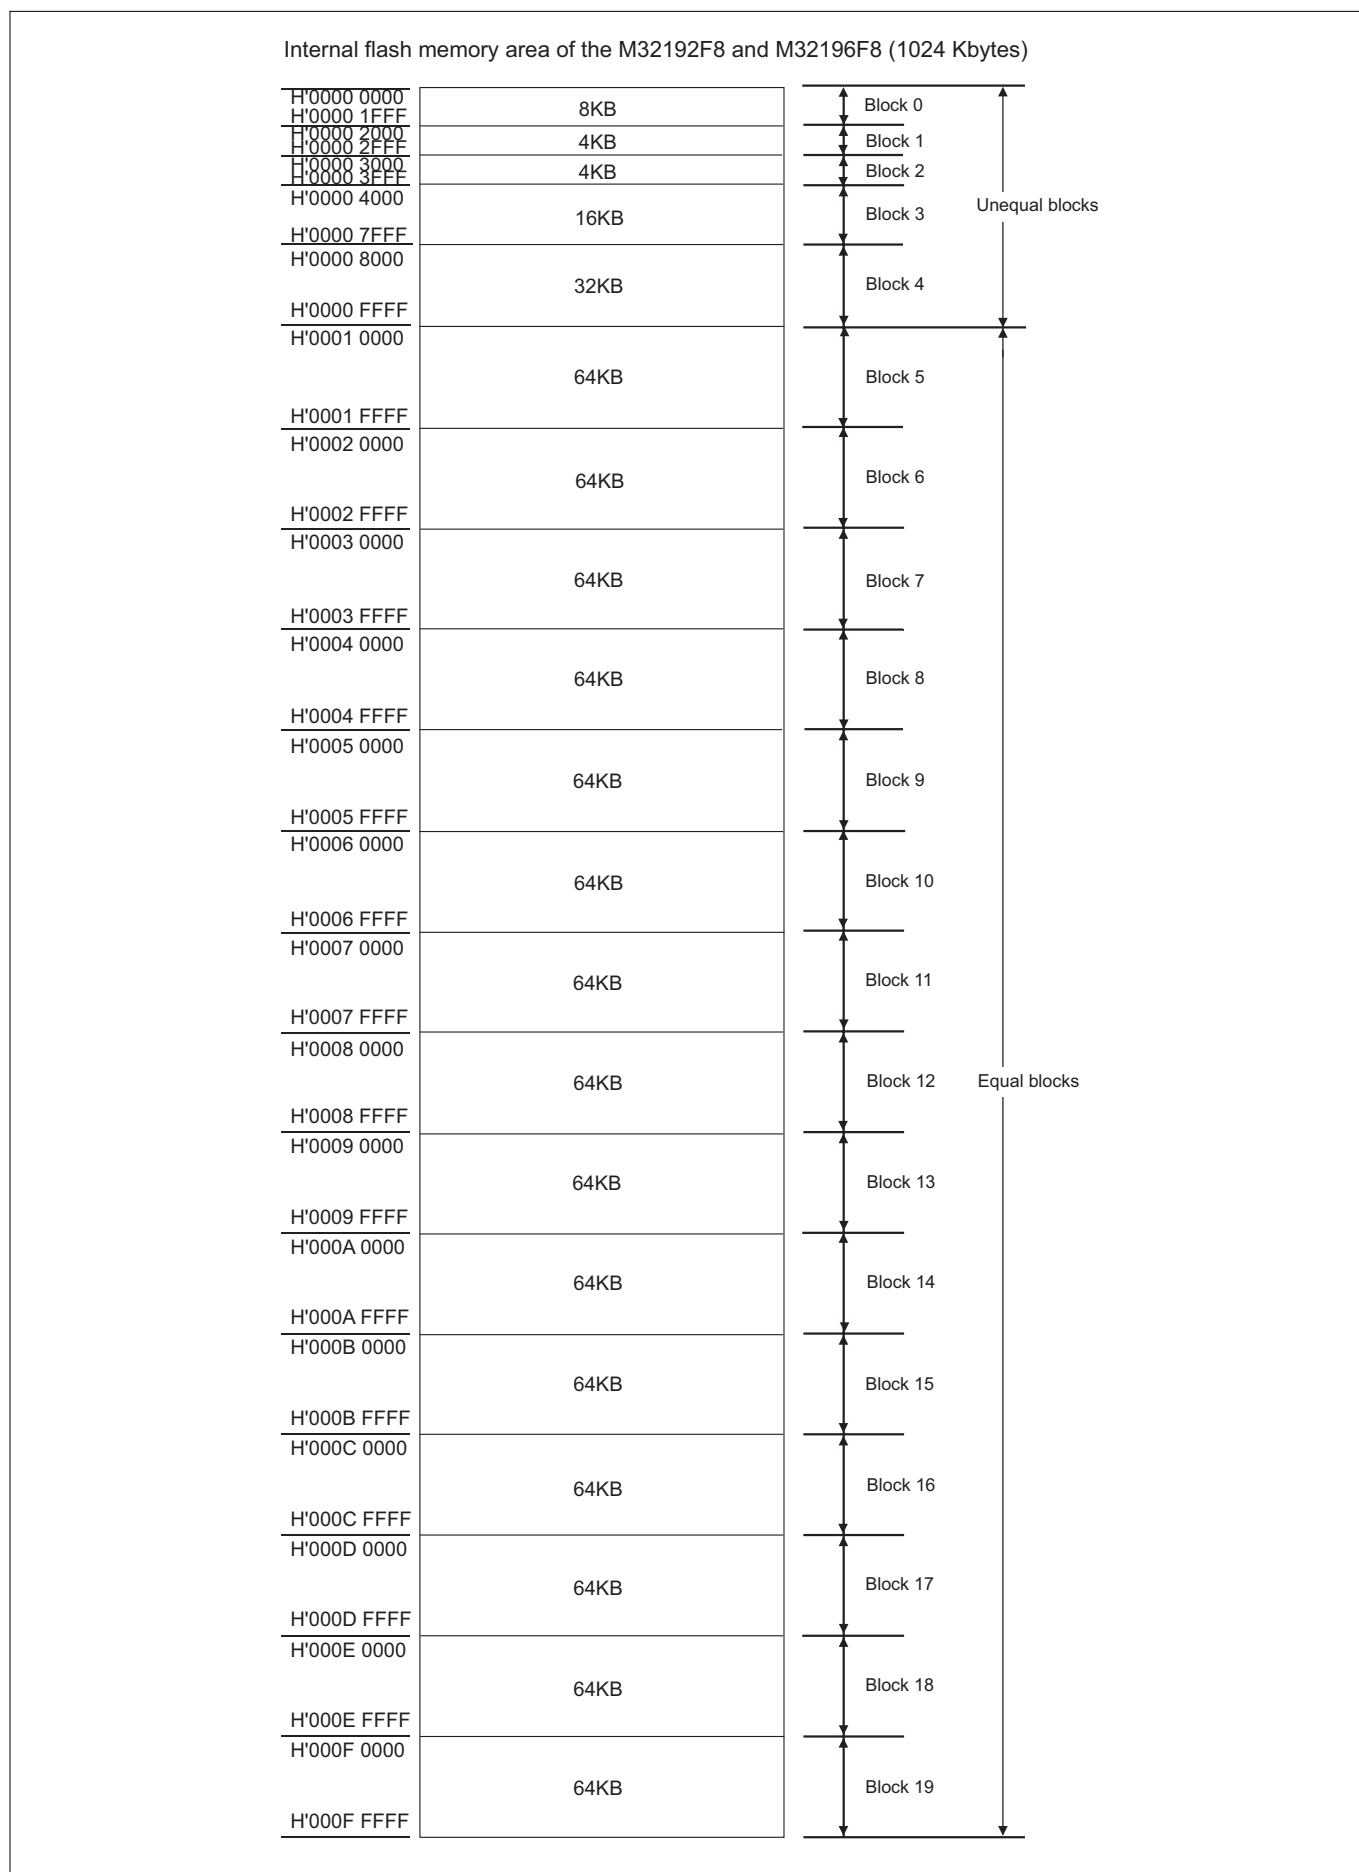 Internal flash memory area of the M32192F8 and M32196F8 (1024 Kbytes)
H'0000 0000
8KB
Block 0
H'0000 1FFF
H'0000 2000
4KB
Block 1
H'0000 2FFF
H'0000 3000
4KB
Block 2
H'0000 3FFF
H'0000 4000
16KB
Block 3
Unequal blocks
H'0000 7FFF
H'0000 8000
32KB
Block 4
H'0000 FFFF
H'0001 0000
64KB
Block 5
H'0001 FFFF
H'0002 0000
64KB
Block 6
H'0002 FFFF
H'0003 0000
64KB
Block 7
H'0003 FFFF
H'0004 0000
64KB
Block 8
H'0004 FFFF
H'0005 0000
64KB
Block 9
H'0005 FFFF
H'0006 0000
64KB
Block 10
H'0006 FFFF
H'0007 0000
64KB
Block 11
H'0007 FFFF
H'0008 0000
64KB
Block 12
Equal blocks
H'0008 FFFF
H'0009 0000
64KB
Block 13
H'0009 FFFF
H'000A 0000
64KB
Block 14
H'000A FFFF
H'000B 0000
64KB
Block 15
H'000B FFFF
H'000C 0000
64KB
Block 16
H'000C FFFF
H'000D 0000
64KB
Block 17
H'000D FFFF
H'000E 0000
64KB
Block 18
H'000E FFFF
H'000F 0000
64KB
Block 19
H'000F FFFF